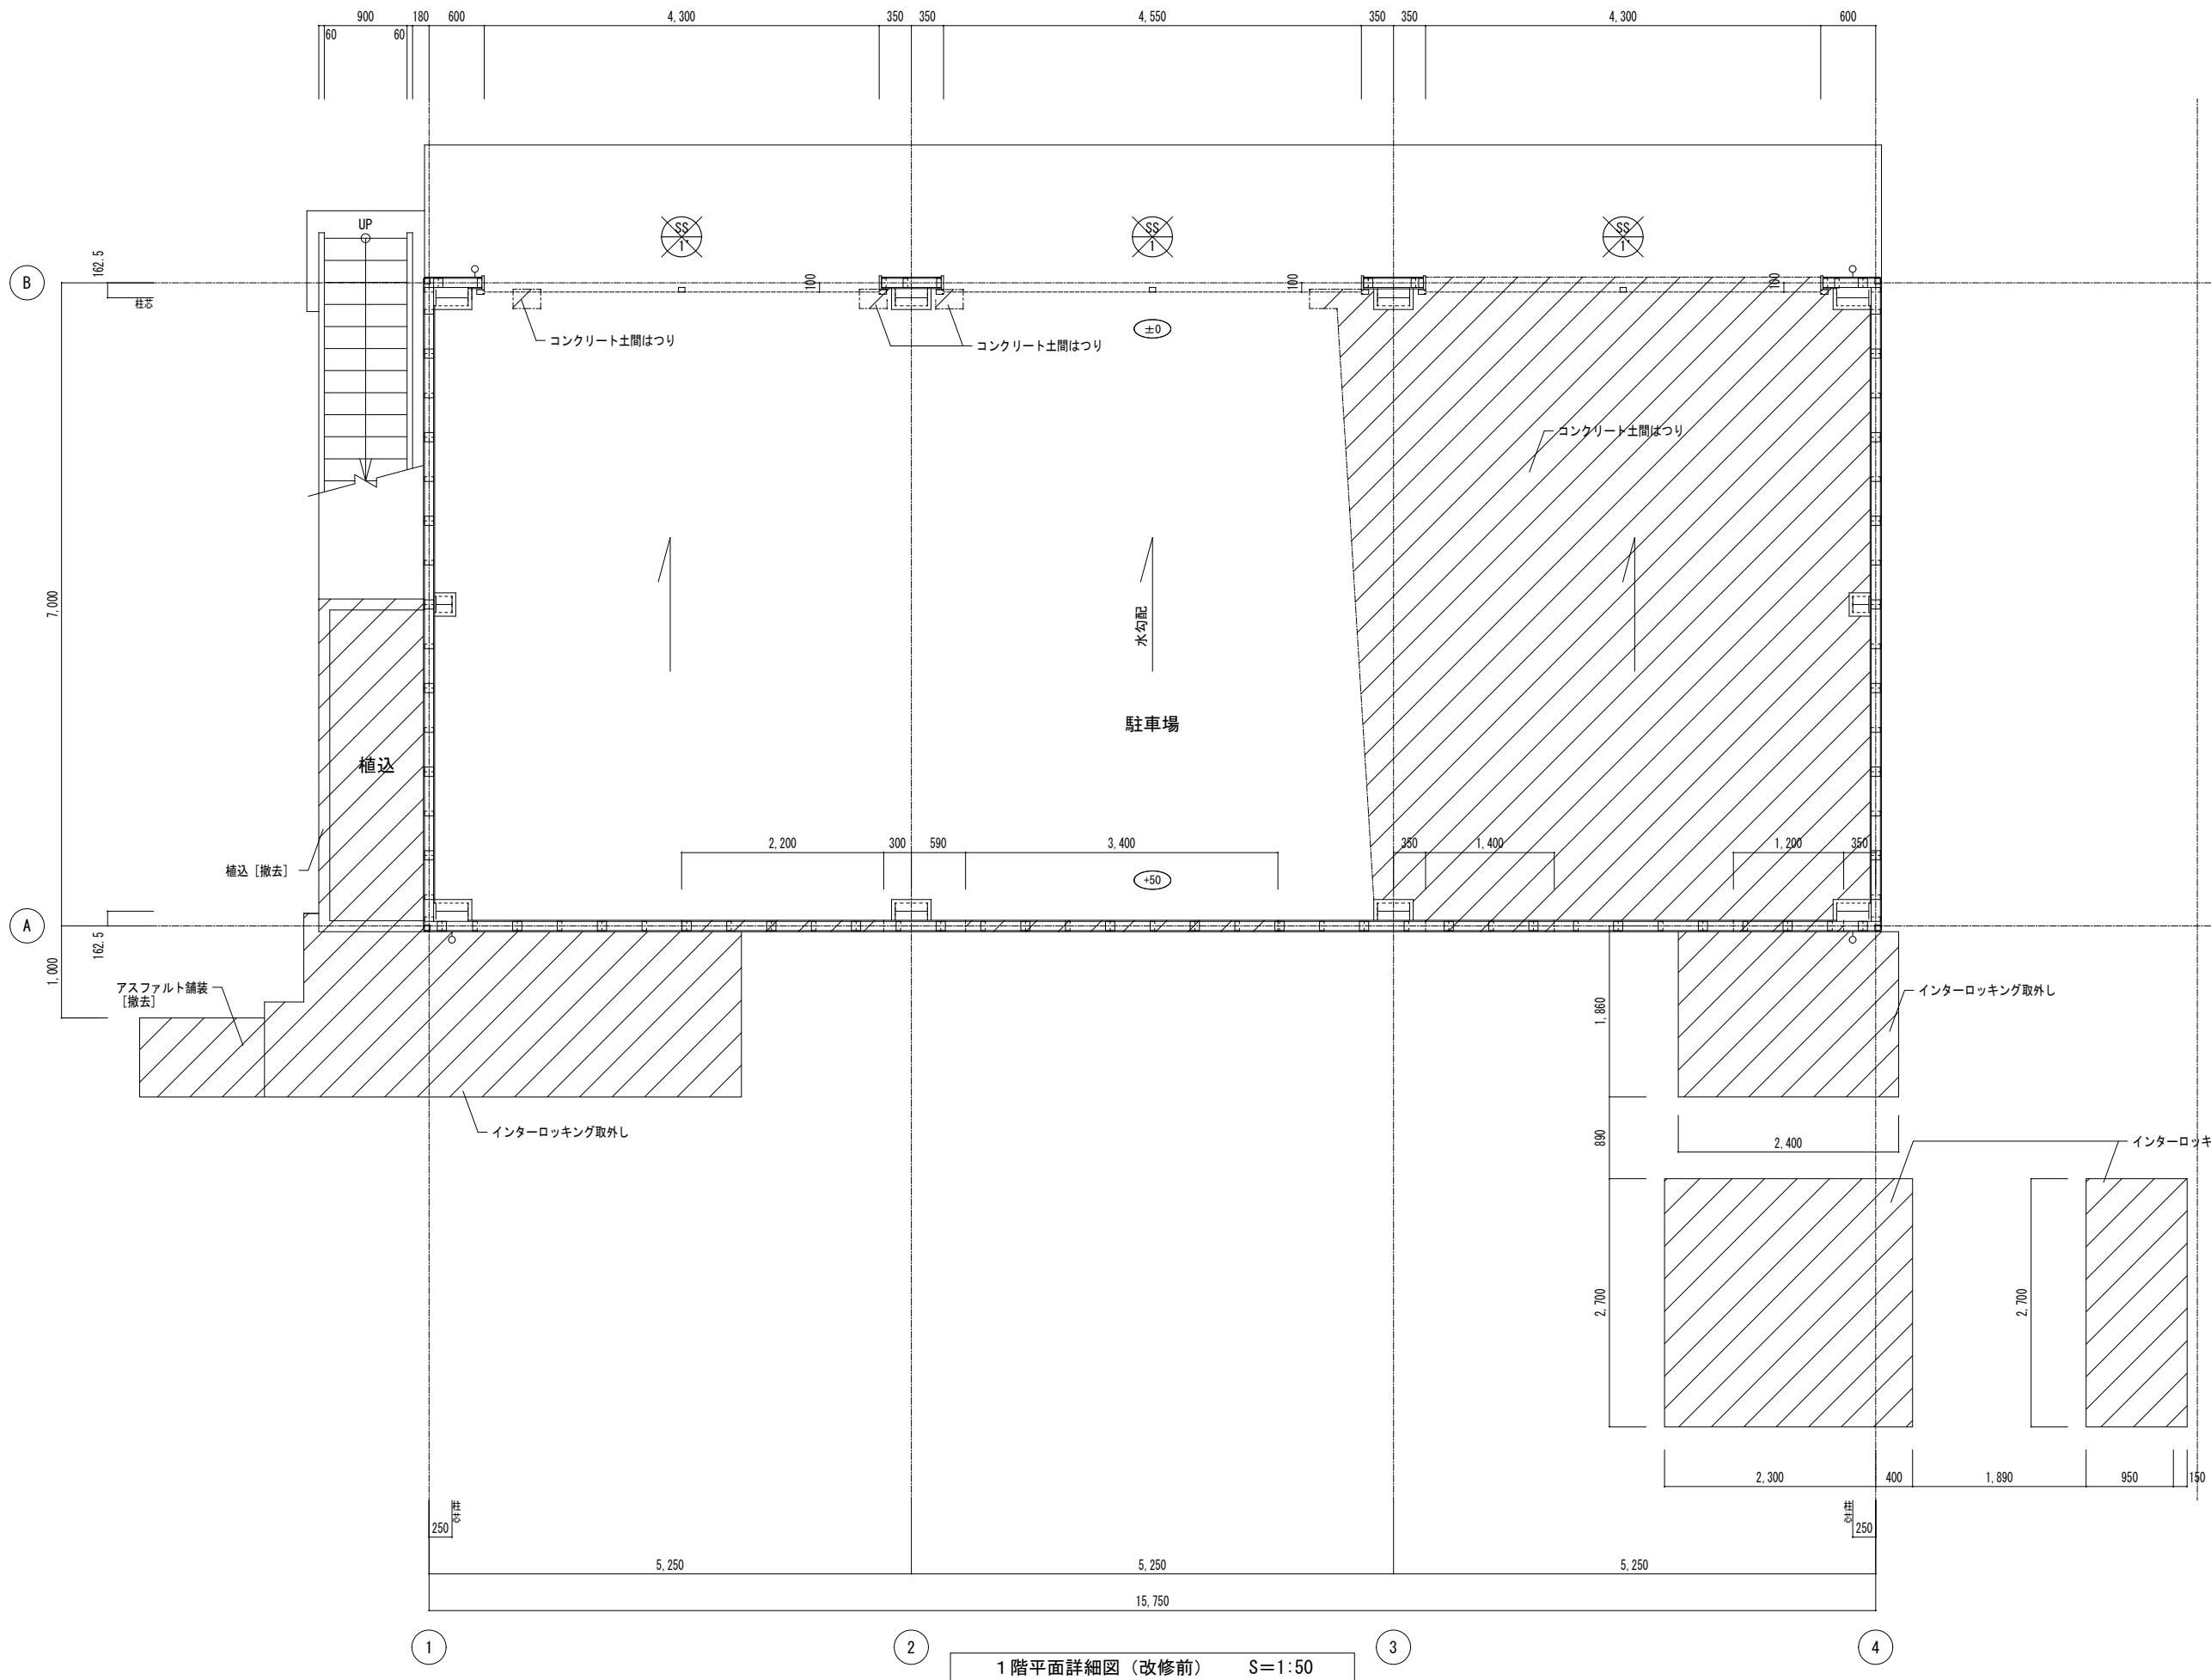 900 180 600 4,300 350 350 4,550 350 350 4,300 600
60 60
UP
SS
1'
SS
1
SS
1'
162.5
B
柱芯
100 100 100
±0
コンクリート土間はつり
コンクリート土間はつり
コンクリート土間はつり
7,000
水勾配
駐車場
植込
2,200 300 590 3,400 350 1,400 1,200 350
植込 [撤去]
+50
A
162.5
1,000
アスファルト舗装
[撤去]
インターロッキング取外し
1,860
インターロッキング取外し
890
2,400
インターロッキ
2,700
2,700
2,300 400 1,890 950 150
柱芯
250
柱芯
250
5,250 5,250 5,250
15,750
1 2 3 4
1階平面詳細図（改修前） S=1:50